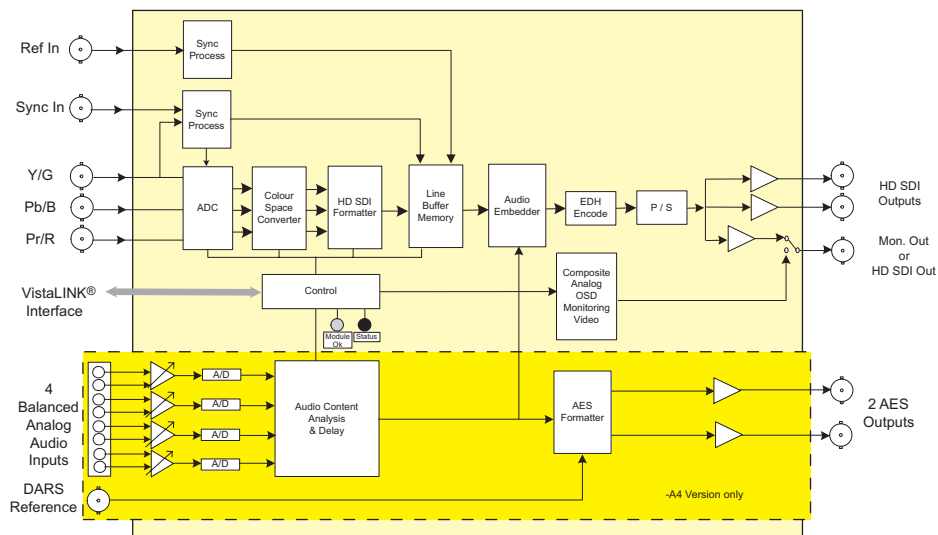 Ref In
Sync
Process
Sync In
Sync
Process
Y/G
Pb/B
Pr/R
ADC
Colour
Space
Converter
HD SDI
Formatter
Line
Buffer
Memory
Audio
Embedder
EDH
Encode
P / S
HD SDI
Outputs
Mon. Out
or
HD SDI Out
VistaLINK®
Interface
Control
Module
Ok
Status
Composite
Analog
OSD
Monitoring
Video
4
Balanced
Analog
Audio
Inputs
A/D
A/D
A/D
A/D
Audio Content
Analysis
& Delay
AES
Formatter
2 AES
Outputs
DARS
Reference
-A4 Version only